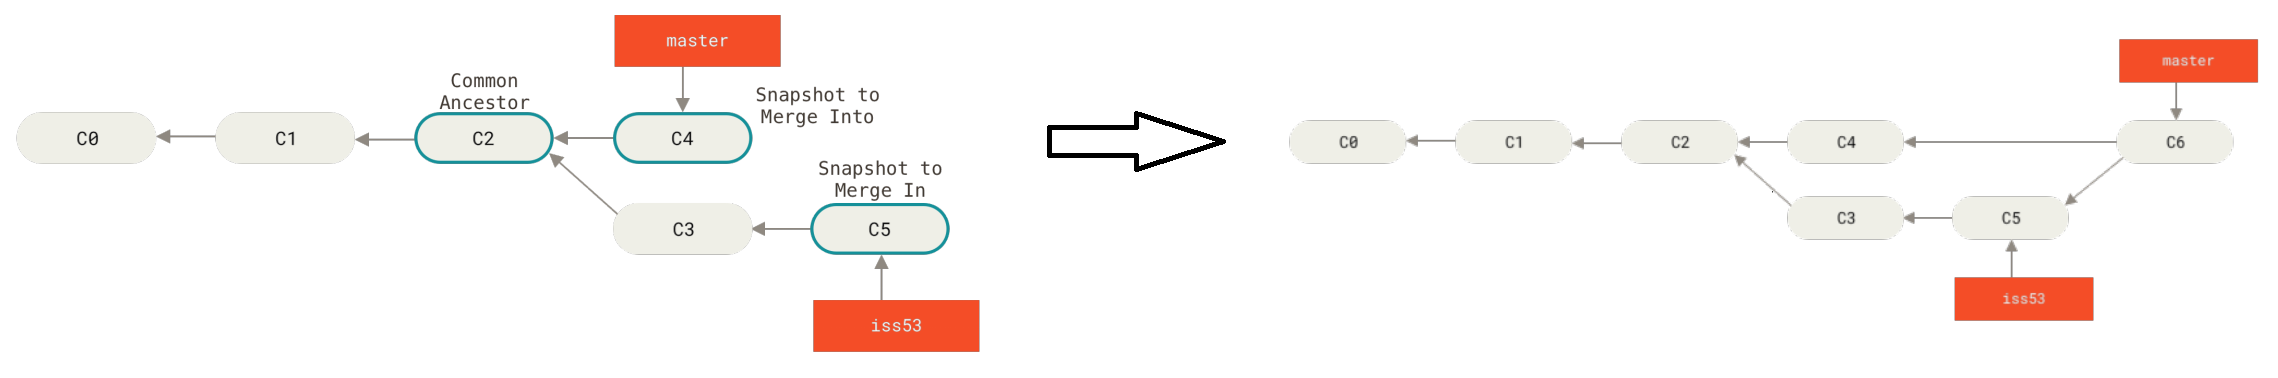 master
Common
Ancestor
Snapshot to
Merge Into
C0
C1
C2
C4
Snapshot to
Merge In
C3
C5
iss53
master
C0
C1
C2
C4
C6
C3
C5
iss53